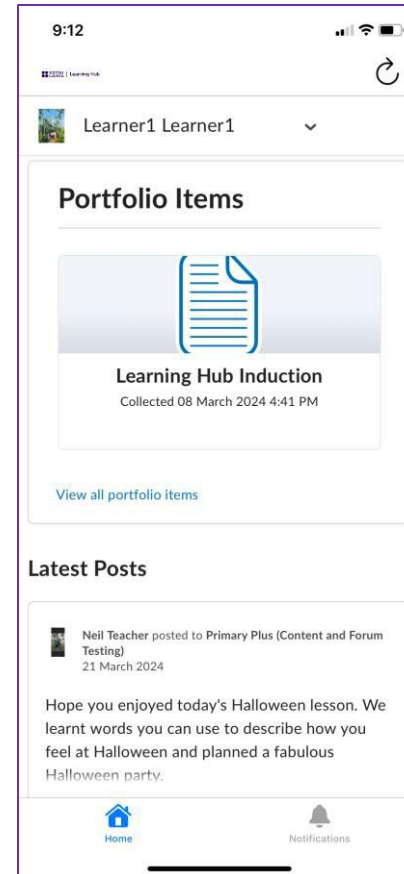 9:12
Learning Hub
Learner1 Learner1
Portfolio Items
Learning Hub Induction
Collected 08 March 2024 4:41 PM
View all portfolio items
Latest Posts
Neil Teacher posted to Primary Plus (Content and Forum
Testing)
21 March 2024
Hope you enjoyed today's Halloween lesson. We
learnt words you can use to describe how you
feel at Halloween and planned a fabulous
Halloween party.
Home
Notifications